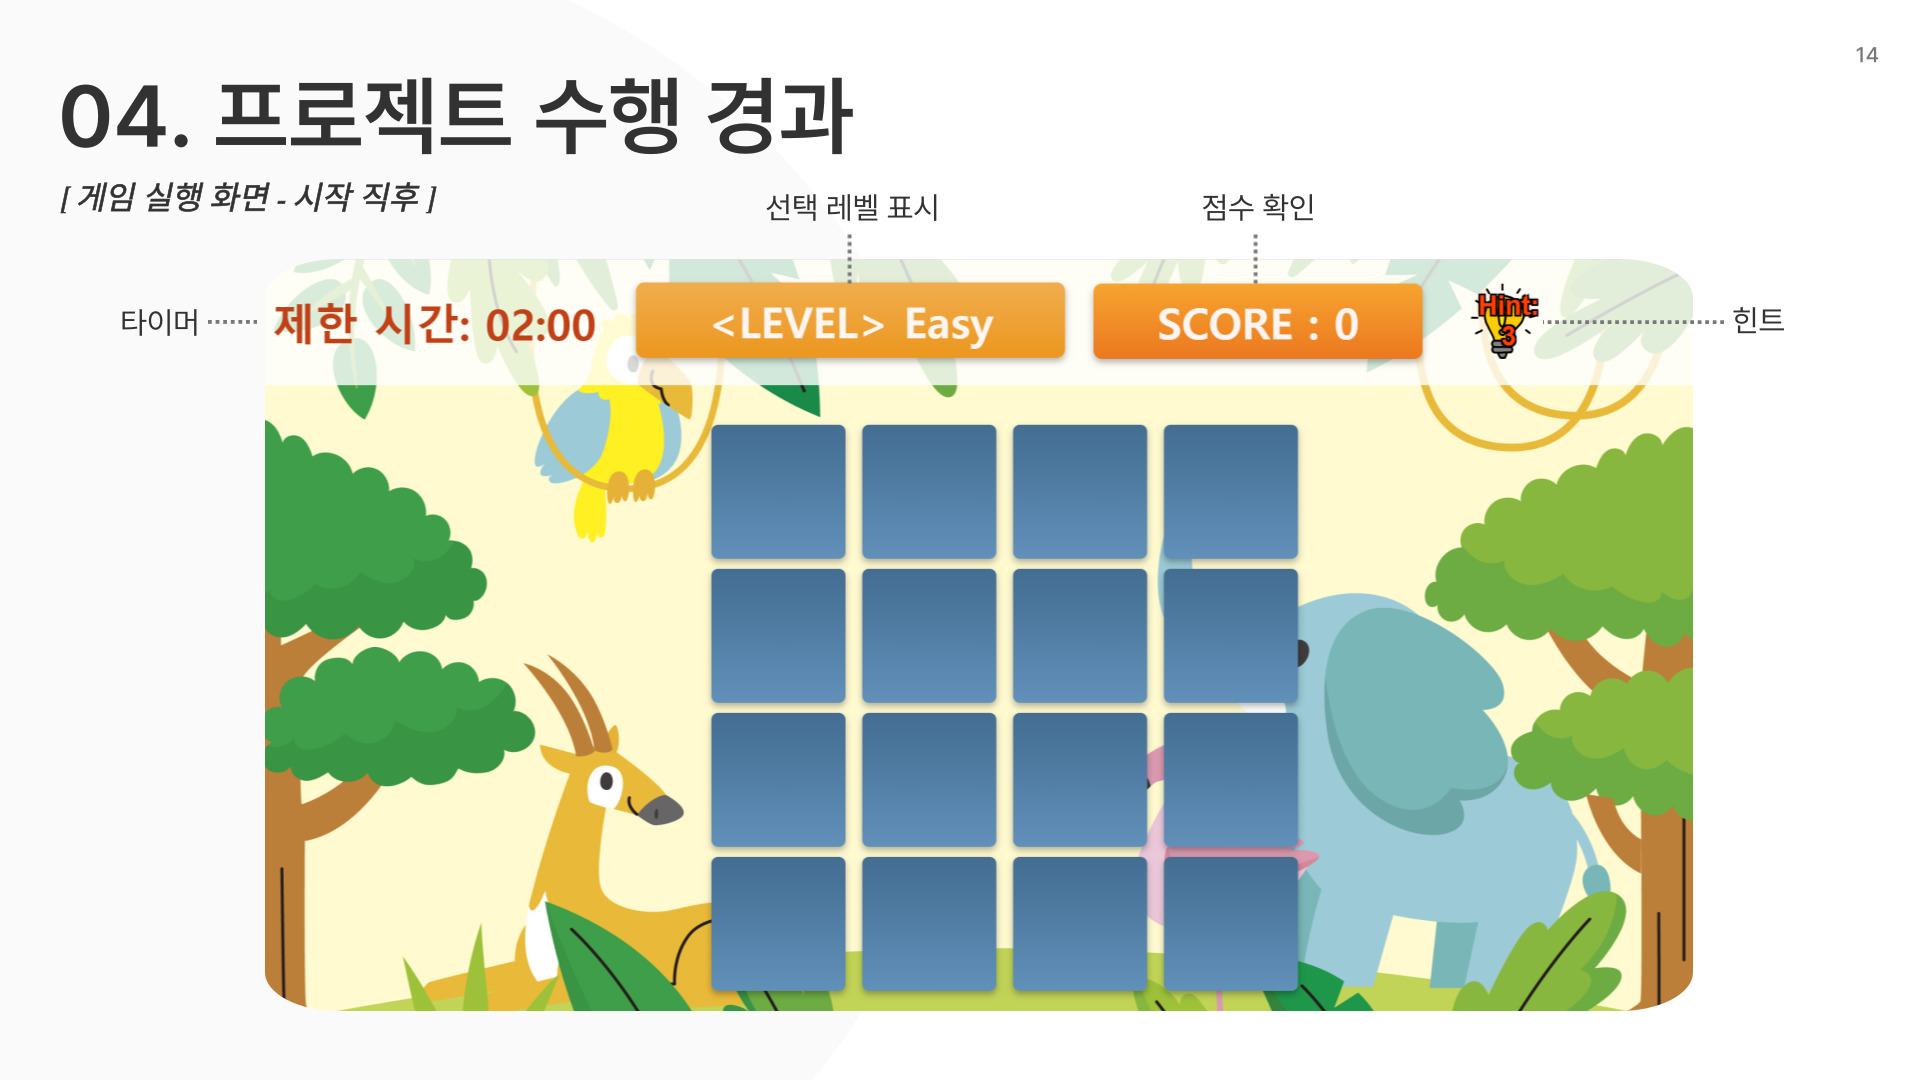 14
04. 프로젝트 수행 경과
[ 게임 실행 화면 - 시작 직후 ]
선택 레벨 표시
점수 확인
타이머
제한 시간: 02:00
<LEVEL> Easy
SCORE : 0
Hint:
3
힌트